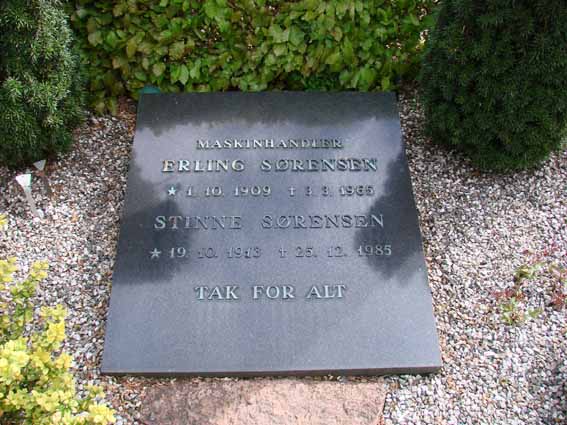 MASKINHANDLER
ERLING SØRENSEN
★ 1. 10. 1909 † 3. 3. 1965
STINNE SØRENSEN
★ 19. 10. 1913 † 25. 12. 1985
TAK FOR ALT